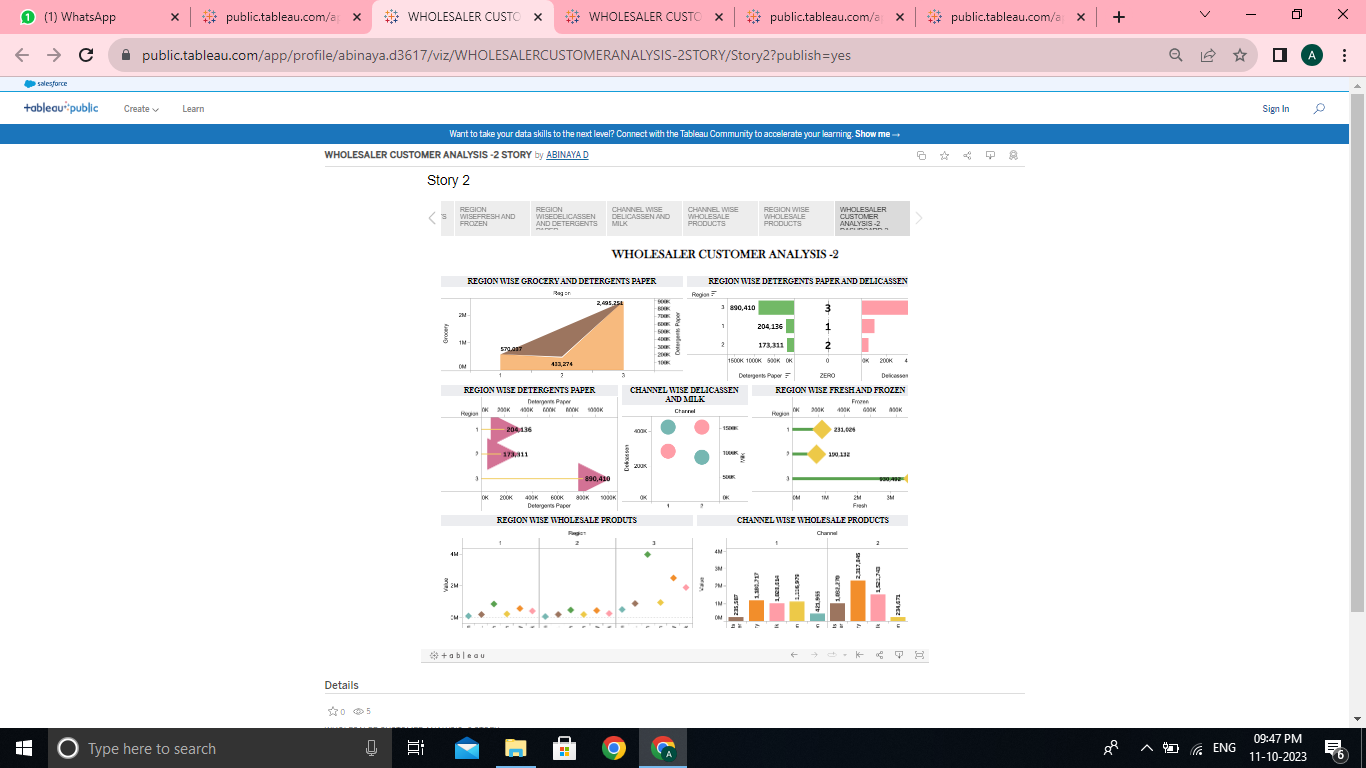 (1) WhatsApp
public.tableau.com/a
WHOLESALER CUSTO
WHOLESALER CUSTO
public.tableau.com/a
public.tableau.com/a
public.tableau.com/app/profile/abinaya.d3617/viz/WHOLESALERCUSTOMERANALYSIS-2STORY/Story2?publish=yes
A
salesforce
+ableau public
Create
Learn
Sign In
Want to take your data skills to the next level? Connect with the Tableau Community to accelerate your learning. Show me →
WHOLESALER CUSTOMER ANALYSIS -2 STORY by ABINAYA D
Story 2
REGION WISEFRESH AND FROZEN
REGION WISEDELICASSEN AND DETERGENTS
CHANNEL WISE DELICASSEN AND MILK
CHANNEL WISE WHOLESALE PRODUCTS
REGION WISE WHOLESALE PRODUCTS
WHOLESALER CUSTOMER ANALYSIS -2
WHOLESALER CUSTOMER ANALYSIS -2
REGION WISE GROCERY AND DETERGENTS PAPER
Region
2,495,251
570,037
433,274
Grocery
2M
1M
0M
900K
800K
700K
600K
500K
400K
300K
200K
100K
Detergents Paper
1 2 3
REGION WISE DETERGENTS PAPER AND DELICASSEN
Region
3 890,410 3
1 204,136 1
2 173,311 2
1500K 1000K 500K 0K 0 0K 200K 4
Detergents Paper ZERO Delicassen
REGION WISE DETERGENTS PAPER
Detergents Paper
Region 0K 200K 400K 600K 800K 1000K
1 204,136
2 173,311
3 890,410
0K 200K 400K 600K 800K 1000K
Detergents Paper
CHANNEL WISE DELICASSEN
AND MILK
Channel
400K 1500K
1000K
200K
500K
0K 0K
Delicassen
Milk
1 2
REGION WISE FRESH AND FROZEN
Frozen
Region 0K 200K 400K 600K 800K
1 231,026
2 190,132
3
0M 1M 2M 3M
Fresh
REGION WISE WHOLESALE PRODUTS
Region
1 2 3
4M
2M
0M
Value
CHANNEL WISE WHOLESALE PRODUCTS
Channel
1 2
4M
3M
2M
1M
0M
Value
235,587
1,180,717
1,028,614
1,116,979
421,955
1,032,270
2,317,845
1,521,743
234,671
+ableau
Details
0
5
Type here to search
A
ENG
09:47 PM
11-10-2023
6